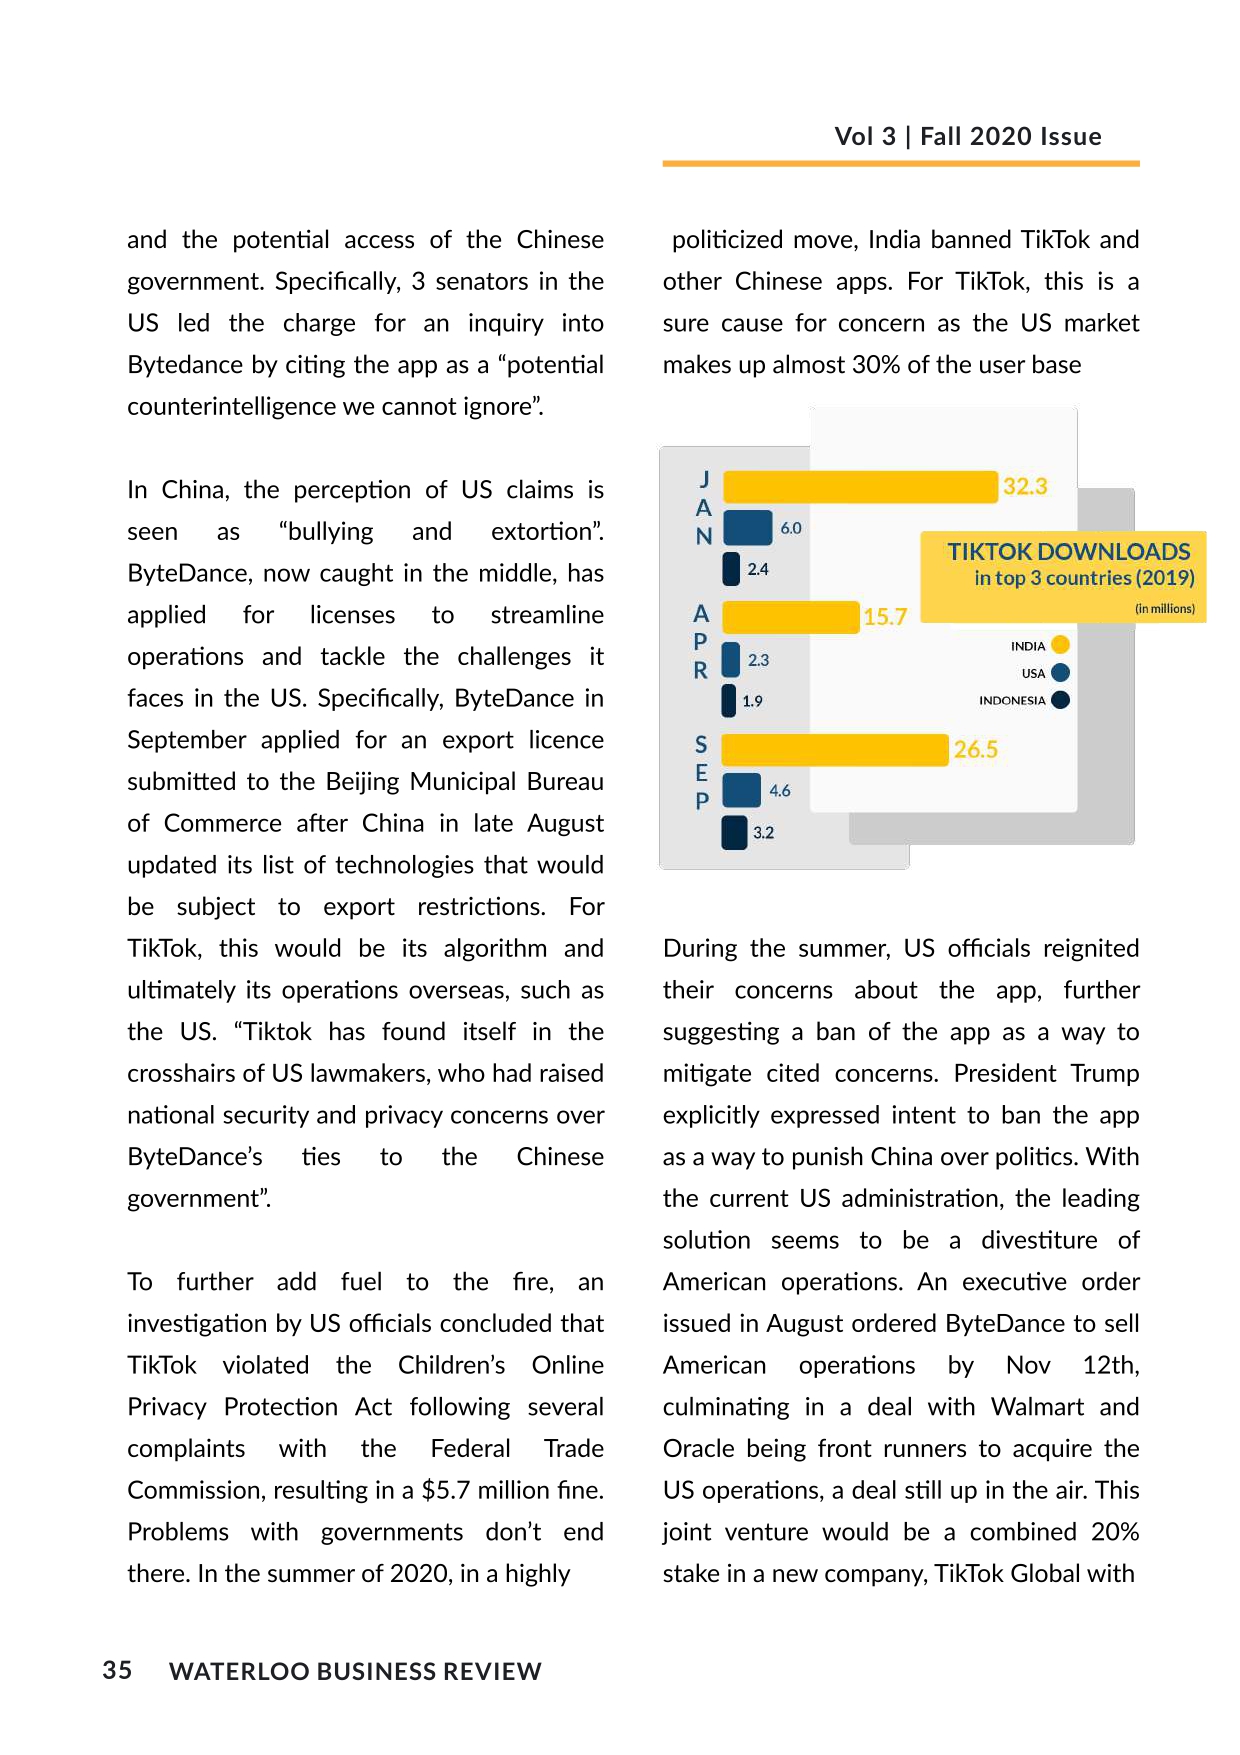 Vol 3 | Fall 2020 Issue
and the potential access of the Chinese
government. Specifically, 3 senators in the
US led the charge for an inquiry into
Bytedance by citing the app as a “potential
counterintelligence we cannot ignore”.
In China, the perception of US claims is
seen as “bullying and extortion”.
ByteDance, now caught in the middle, has
applied for licenses to streamline
operations and tackle the challenges it
faces in the US. Specifically, ByteDance in
September applied for an export licence
submitted to the Beijing Municipal Bureau
of Commerce after China in late August
updated its list of technologies that would
be subject to export restrictions. For
TikTok, this would be its algorithm and
ultimately its operations overseas, such as
the US. “Tiktok has found itself in the
crosshairs of US lawmakers, who had raised
national security and privacy concerns over
ByteDance’s ties to the Chinese
government”.
To further add fuel to the fire, an
investigation by US officials concluded that
TikTok violated the Children’s Online
Privacy Protection Act following several
complaints with the Federal Trade
Commission, resulting in a $5.7 million fine.
Problems with governments don’t end
there. In the summer of 2020, in a highly
politicized move, India banned TikTok and
other Chinese apps. For TikTok, this is a
sure cause for concern as the US market
makes up almost 30% of the user base
JAN
32.3
6.0
2.4
TIKTOK DOWNLOADS
in top 3 countries (2019)
(in millions)
APR
15.7
2.3
1.9
INDIA
USA
INDONESIA
SEP
26.5
4.6
3.2
During the summer, US officials reignited
their concerns about the app, further
suggesting a ban of the app as a way to
mitigate cited concerns. President Trump
explicitly expressed intent to ban the app
as a way to punish China over politics. With
the current US administration, the leading
solution seems to be a divestiture of
American operations. An executive order
issued in August ordered ByteDance to sell
American operations by Nov 12th,
culminating in a deal with Walmart and
Oracle being front runners to acquire the
US operations, a deal still up in the air. This
joint venture would be a combined 20%
stake in a new company, TikTok Global with
35 WATERLOO BUSINESS REVIEW